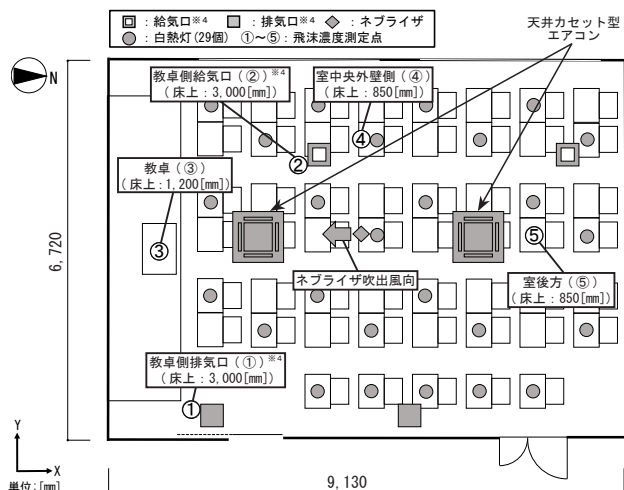 ：給気口※4　：排気口※4　：ネブライザ
：白熱灯(29個)　①～⑤：飛沫濃度測定点
天井カセット型
エアコン
N
教卓側給気口（②）※4
（床上：3,000[mm]）
室中央外壁側（④）
（床上：850[mm]）
④
②
教卓（③）
（床上：1,200[mm]）
③
⑤
ネブライザ吹出風向
室後方（⑤）
（床上：850[mm]）
6,720
教卓側排気口（①）※4
（床上：3,000[mm]）
①
Y
X
単位:[mm]
9,130